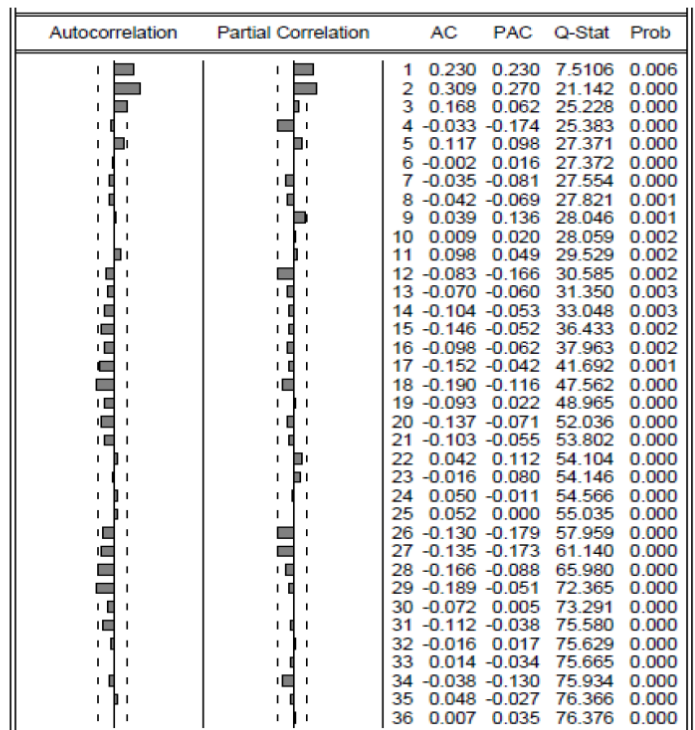 Autocorrelation Partial Correlation AC PAC Q-Stat Prob
1 0.230 0.230 7.5106 0.006
2 0.309 0.270 21.142 0.000
3 0.168 0.062 25.228 0.000
4 -0.033 -0.174 25.383 0.000
5 0.117 0.098 27.371 0.000
6 -0.002 0.016 27.372 0.000
7 -0.035 -0.081 27.554 0.000
8 -0.042 -0.069 27.821 0.001
9 0.039 0.136 28.046 0.001
10 0.009 0.020 28.059 0.002
11 0.098 0.049 29.529 0.002
12 -0.083 -0.166 30.585 0.002
13 -0.070 -0.060 31.350 0.003
14 -0.104 -0.053 33.048 0.003
15 -0.146 -0.052 36.433 0.002
16 -0.098 -0.062 37.963 0.002
17 -0.152 -0.042 41.692 0.001
18 -0.190 -0.116 47.562 0.000
19 -0.093 0.022 48.965 0.000
20 -0.137 -0.071 52.036 0.000
21 -0.103 -0.055 53.802 0.000
22 0.042 0.112 54.104 0.000
23 -0.016 0.080 54.146 0.000
24 0.050 -0.011 54.566 0.000
25 0.052 0.000 55.035 0.000
26 -0.130 -0.179 57.959 0.000
27 -0.135 -0.173 61.140 0.000
28 -0.166 -0.088 65.980 0.000
29 -0.189 -0.051 72.365 0.000
30 -0.072 0.005 73.291 0.000
31 -0.112 -0.038 75.580 0.000
32 -0.016 0.017 75.629 0.000
33 0.014 -0.034 75.665 0.000
34 -0.038 -0.130 75.934 0.000
35 0.048 -0.027 76.366 0.000
36 0.007 0.035 76.376 0.000